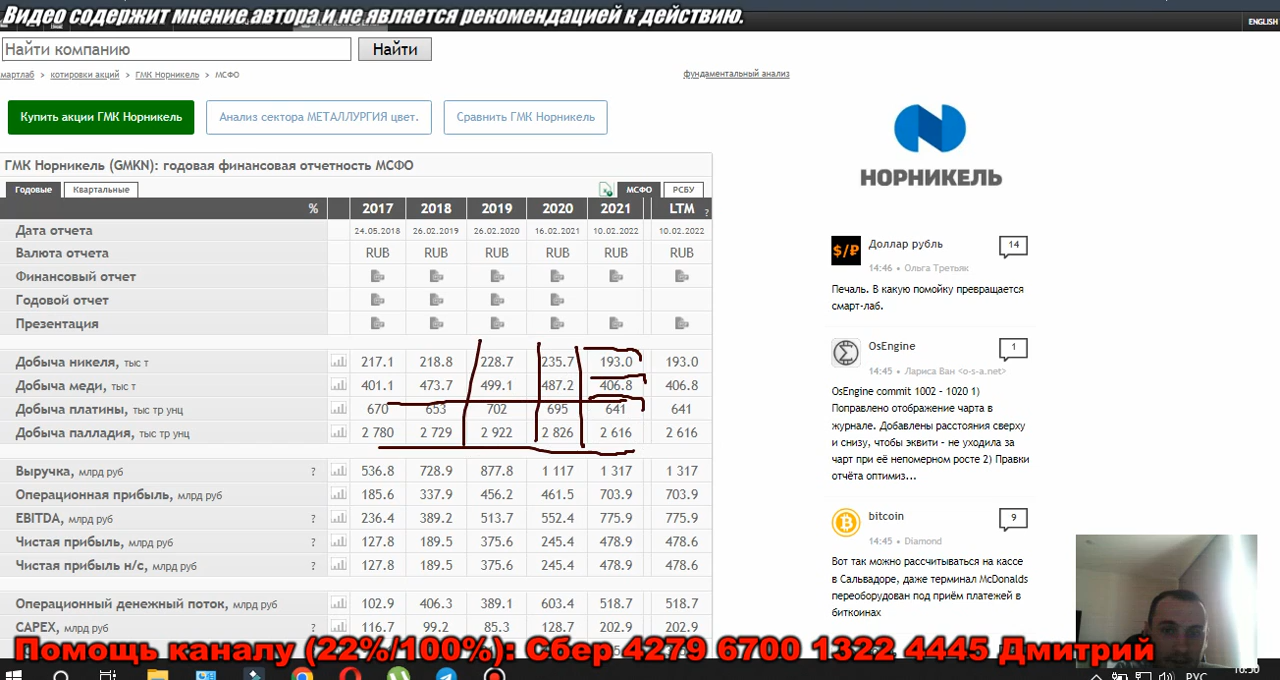 Видео содержит мнение автора и не является рекомендацией к действию.
ENGLISH
Найти компанию
Найти
мартлаб > котировки акций > ГМК Норникель > МСФО
фундаментальный анализ
Купить акции ГМК Норникель
Анализ сектора МЕТАЛЛУРГИЯ цвет.
Сравнить ГМК Норникель
ГМК Норникель (GMKN): годовая финансовая отчетность МСФО
Годовые Квартальные МСФО РСБУ
% 2017 2018 2019 2020 2021 LTM ?
Дата отчета 24.05.2018 26.02.2019 26.02.2020 16.02.2021 10.02.2022 10.02.2022
Валюта отчета RUB RUB RUB RUB RUB RUB
Финансовый отчет
Годовой отчет
Презентация
Добыча никеля, тыс т 217.1 218.8 228.7 235.7 193.0 193.0
Добыча меди, тыс т 401.1 473.7 499.1 487.2 406.8 406.8
Добыча платины, тыс тр унц 670 653 702 695 641 641
Добыча палладия, тыс тр унц 2 780 2 729 2 922 2 826 2 616 2 616
Выручка, млрд руб ? 536.8 728.9 877.8 1 117 1 317 1 317
Операционная прибыль, млрд руб 185.6 337.9 456.2 461.5 703.9 703.9
EBITDA, млрд руб ? 236.4 389.2 513.7 552.4 775.9 775.9
Чистая прибыль, млрд руб ? 127.8 189.5 375.6 245.4 478.9 478.6
Чистая прибыль н/с, млрд руб ? 127.8 189.5 375.6 245.4 478.9 478.6
Операционный денежный поток, млрд руб 102.9 406.3 389.1 603.4 518.7 518.7
CAPEX, млрд руб ? 116.7 99.2 85.3 128.7 202.9 202.9
НОРНИКЕЛЬ
$/₽
Доллар рубль
14
14:46 • Ольга Третьяк
Печаль. В какую помойку превращается
смарт-лаб.
OsEngine
1
14:45 • Лариса Ван <o-s-a.net>
OsEngine commit 1002 – 1020 1)
Поправлено отображение чарта в
журнале. Добавлены расстояния сверху
и снизу, чтобы эквити – не уходила за
чарт при её непомерном росте 2) Правки
отчёта оптимиз...
bitcoin
9
14:45 • Diamond
Вот так можно рассчитываться на кассе
в Сальвадоре, даже терминал McDonalds
переоборудован под приём платежей в
биткоинах
Помощь каналу (22%/100%): Сбер 4279 6700 1322 4445 Дмитрий
РУС